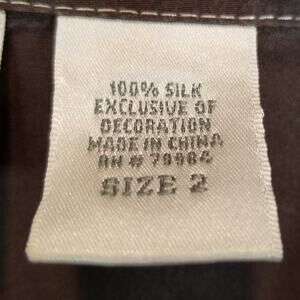 100% SILK
EXCLUSIVE OF
DECORATION
MADE IN CHINA
RN # 79984
SIZE 2